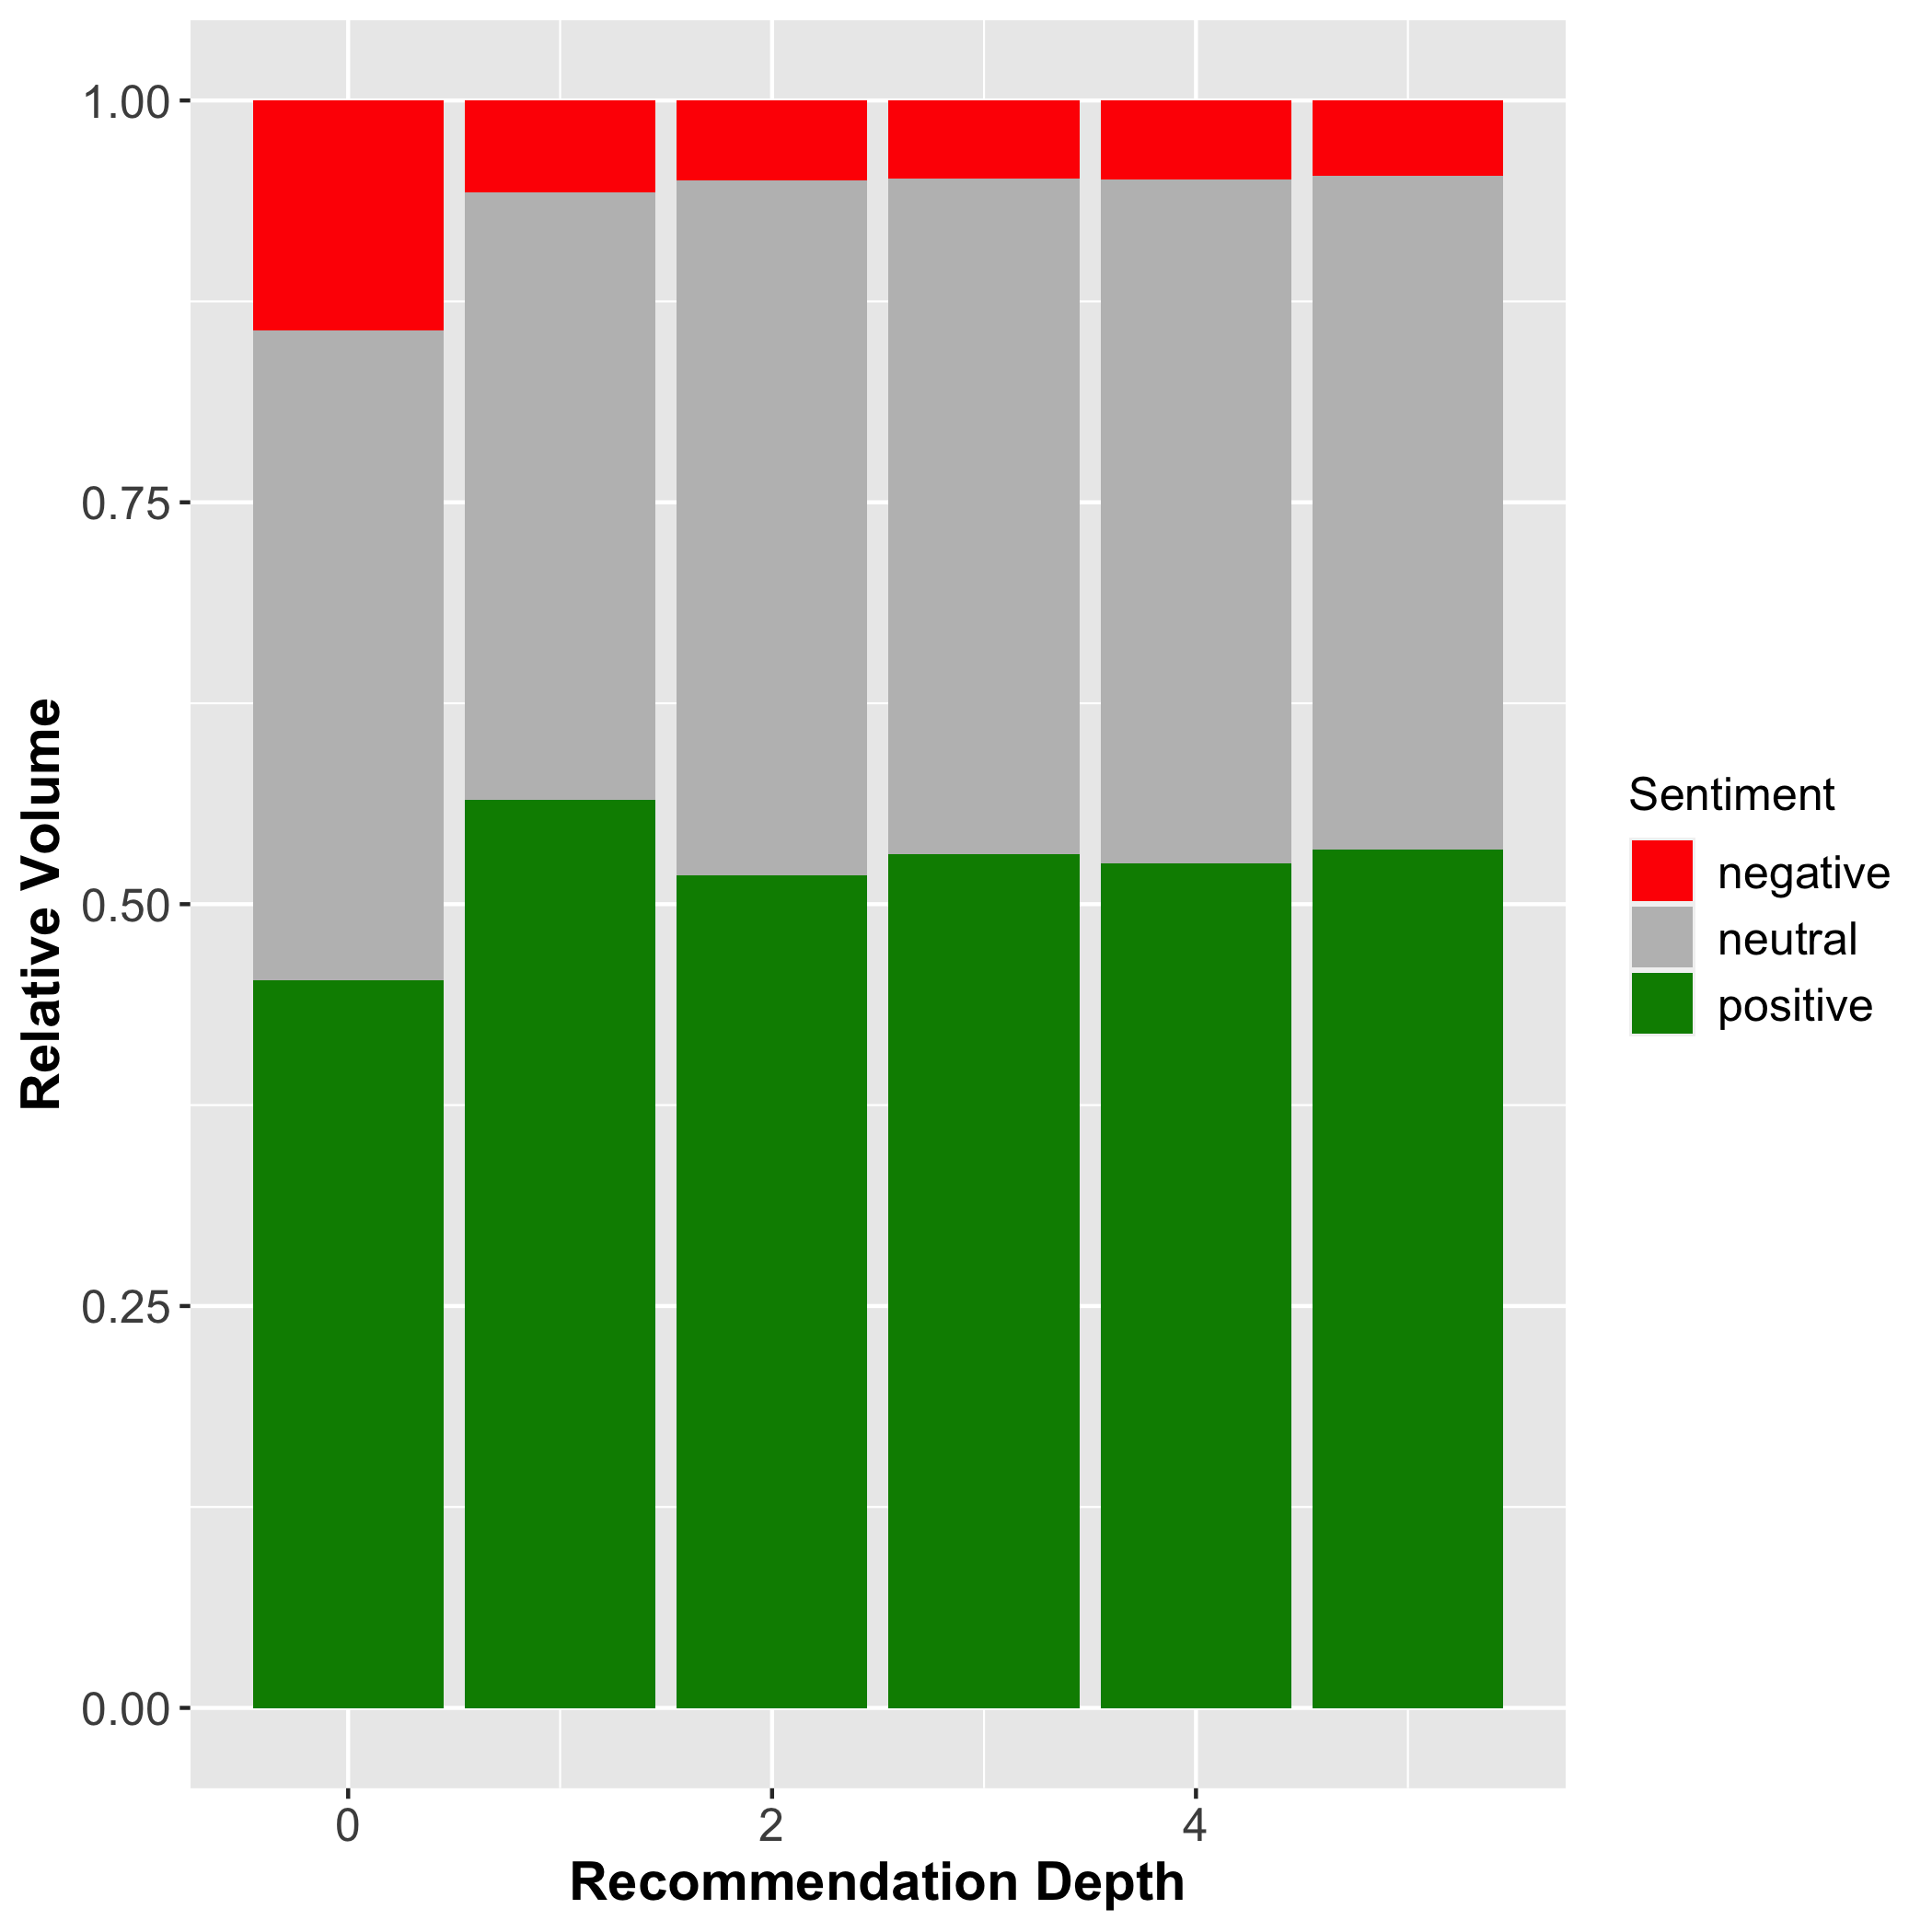 1.00
0.75
0.50
0.25
0.00
Relative Volume
0 2 4
Recommendation Depth
Sentiment
negative
neutral
positive